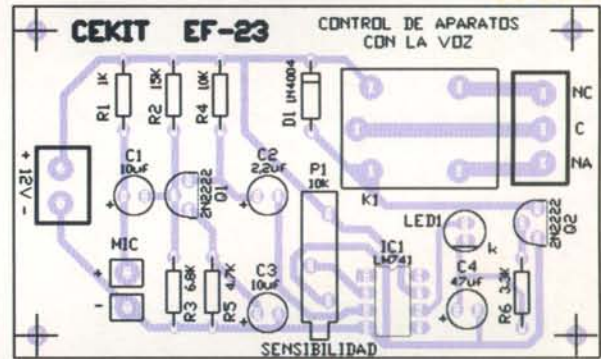 CEKIT EF-23
CONTROL DE APARATOS
CON LA VOZ
R1 1K
R2 15K
R4 10K
D1 1N4004
NC
C
NA
K1
+ 12V -
C1
10uF
+
2N2222
Q1
C2
2,2uF
+
P1
10K
LED1
k
2N2222
Q2
MIC
+
-
R3 6.8K
R5 4.7K
C3
10uF
+
IC1
LM741
C4
47uF
+
R6 3.3K
SENSIBILIDAD